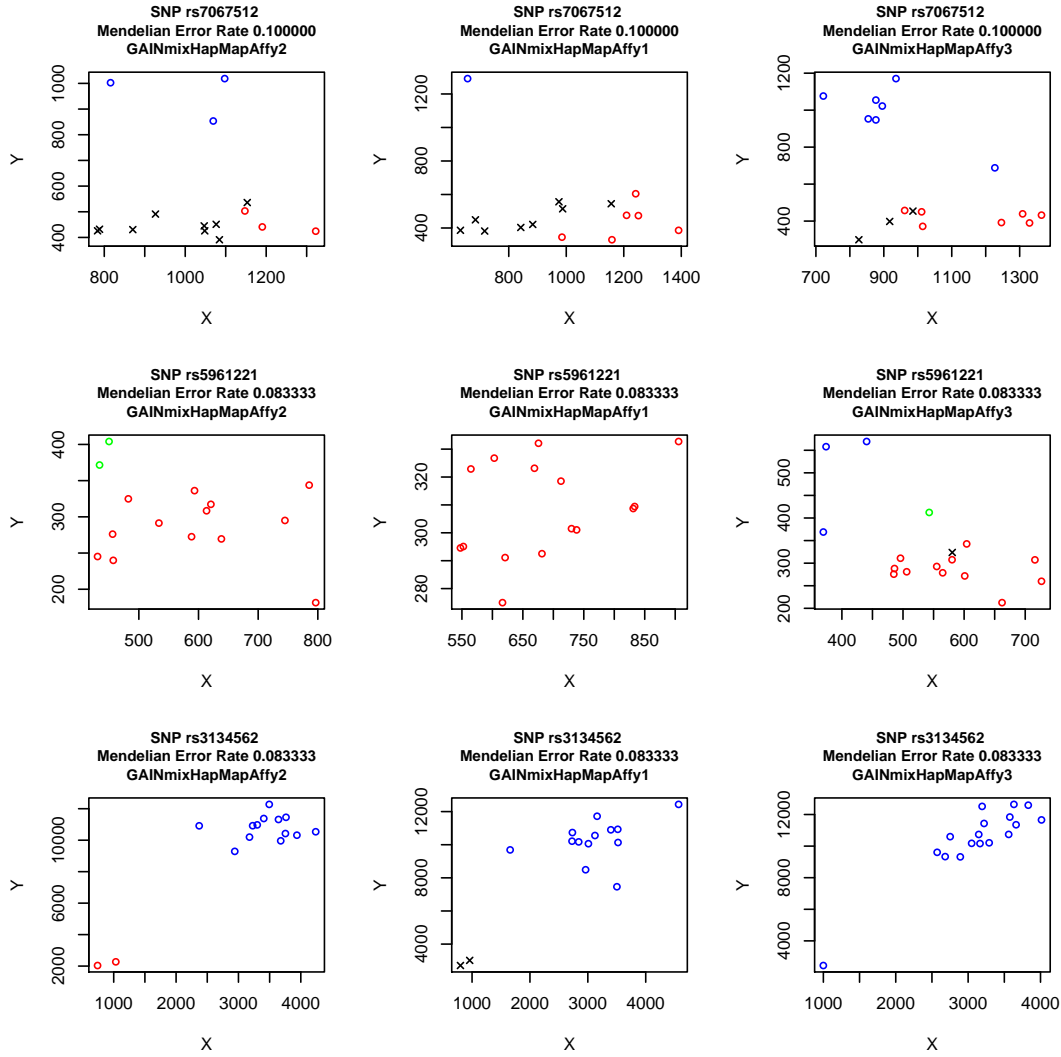 SNP rs7067512
Mendelian Error Rate 0.100000
GAINmixHapMapAffy2
Y
1000
800
600
400
800 1000 1200
X
SNP rs7067512
Mendelian Error Rate 0.100000
GAINmixHapMapAffy1
Y
1200
800
600
400
800 1000 1200 1400
X
SNP rs7067512
Mendelian Error Rate 0.100000
GAINmixHapMapAffy3
Y
1200
800
400
700 900 1100 1300
X
SNP rs5961221
Mendelian Error Rate 0.083333
GAINmixHapMapAffy2
Y
400
300
200
500 600 700 800
X
SNP rs5961221
Mendelian Error Rate 0.083333
GAINmixHapMapAffy1
Y
320
300
280
550 650 750 850
X
SNP rs5961221
Mendelian Error Rate 0.083333
GAINmixHapMapAffy3
Y
500
400
300
200
400 500 600 700
X
SNP rs3134562
Mendelian Error Rate 0.083333
GAINmixHapMapAffy2
Y
10000
6000
4000
2000
1000 2000 3000 4000
X
SNP rs3134562
Mendelian Error Rate 0.083333
GAINmixHapMapAffy1
Y
12000
8000
6000
4000
1000 2000 3000 4000
X
SNP rs3134562
Mendelian Error Rate 0.083333
GAINmixHapMapAffy3
Y
12000
8000
4000
1000 2000 3000 4000
X